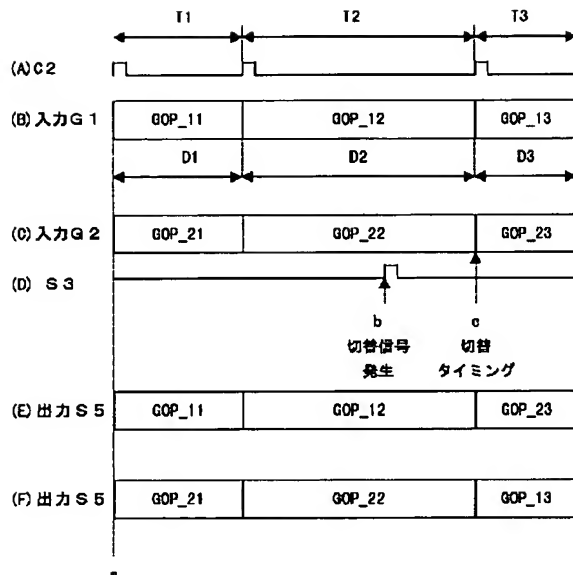 T1 T2 T3
(A) C2
(B) 入力G1 GOP_11 GOP_12 GOP_13
D1 D2 D3
(C) 入力G2 GOP_21 GOP_22 GOP_23
(D) S3
b c
切替信号 切替
発生 タイミング
(E) 出力S5 GOP_11 GOP_12 GOP_23
(F) 出力S5 GOP_21 GOP_22 GOP_13